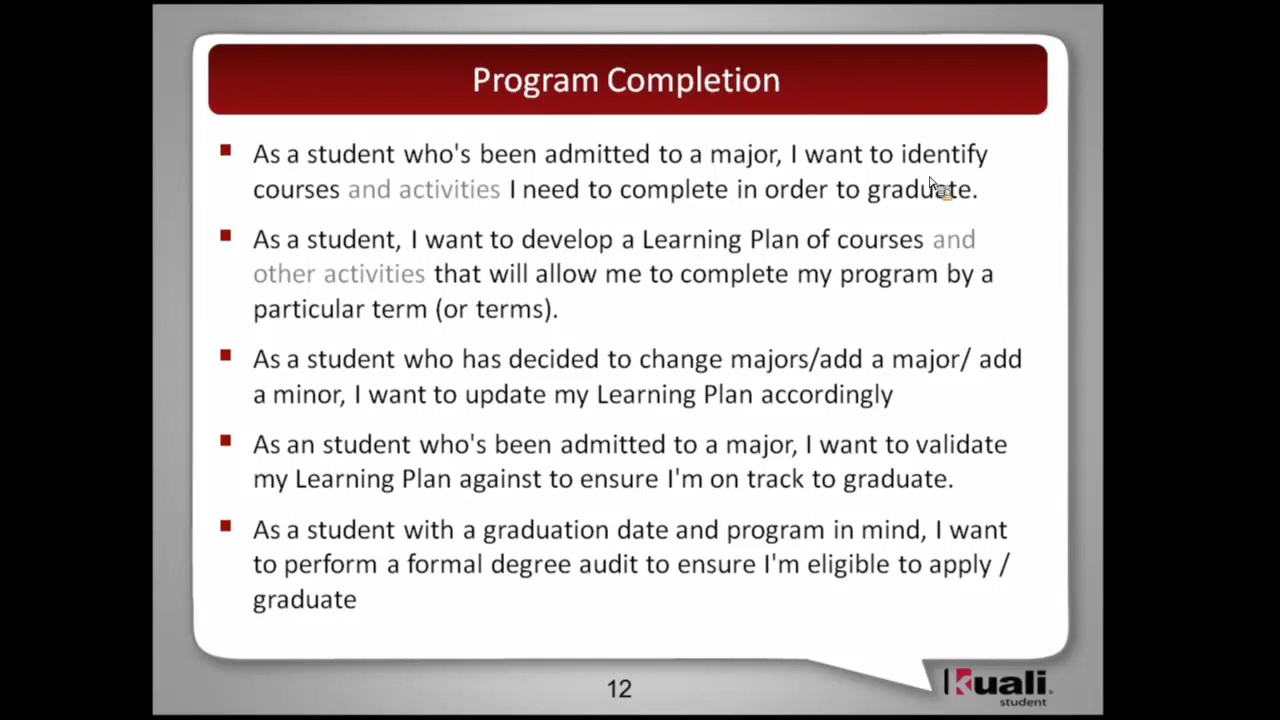 Program Completion
As a student who's been admitted to a major, I want to identify
courses and activities I need to complete in order to graduate.
As a student, I want to develop a Learning Plan of courses and
other activities that will allow me to complete my program by a
particular term (or terms).
As a student who has decided to change majors/add a major/ add
a minor, I want to update my Learning Plan accordingly
As an student who's been admitted to a major, I want to validate
my Learning Plan against to ensure I'm on track to graduate.
As a student with a graduation date and program in mind, I want
to perform a formal degree audit to ensure I'm eligible to apply /
graduate
12
kuali.
student